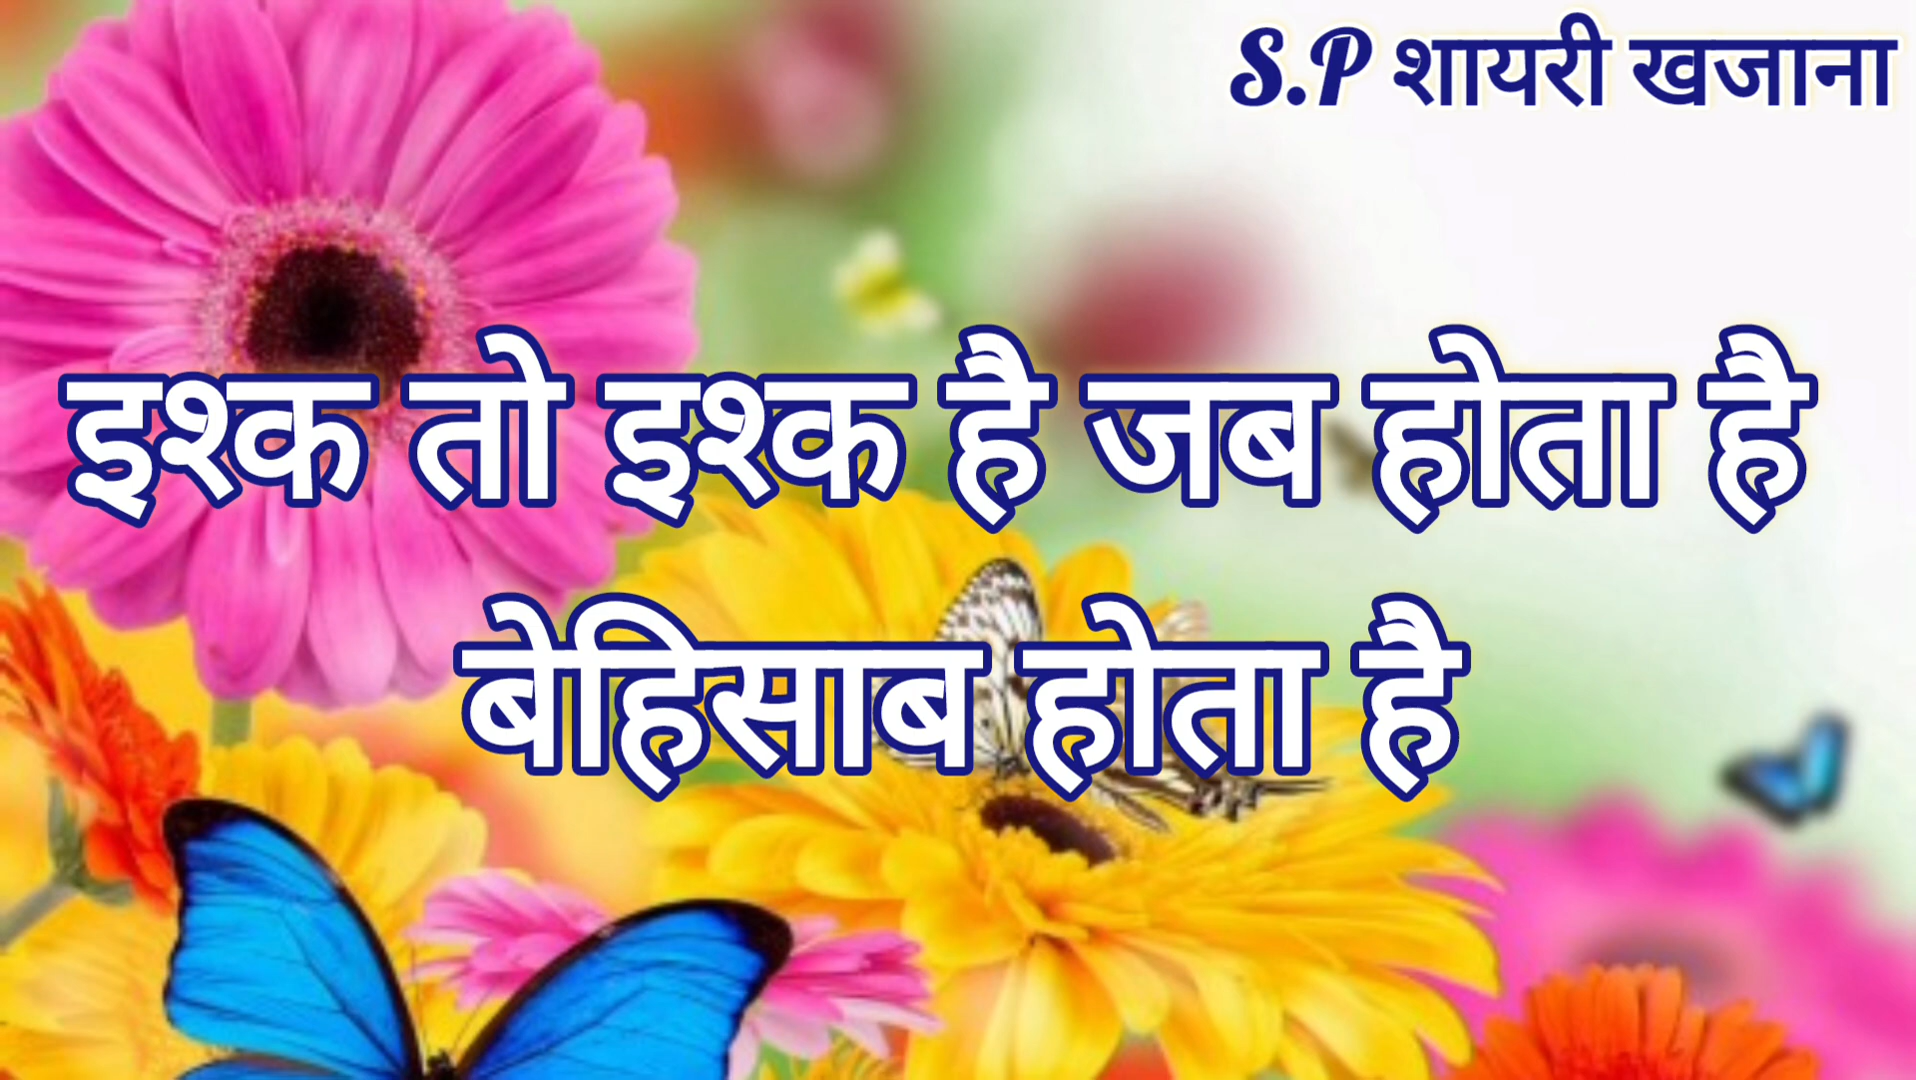 S.P शायरी खजाना
इश्क तो इश्क है जब होता है
बेहिसाब होता है